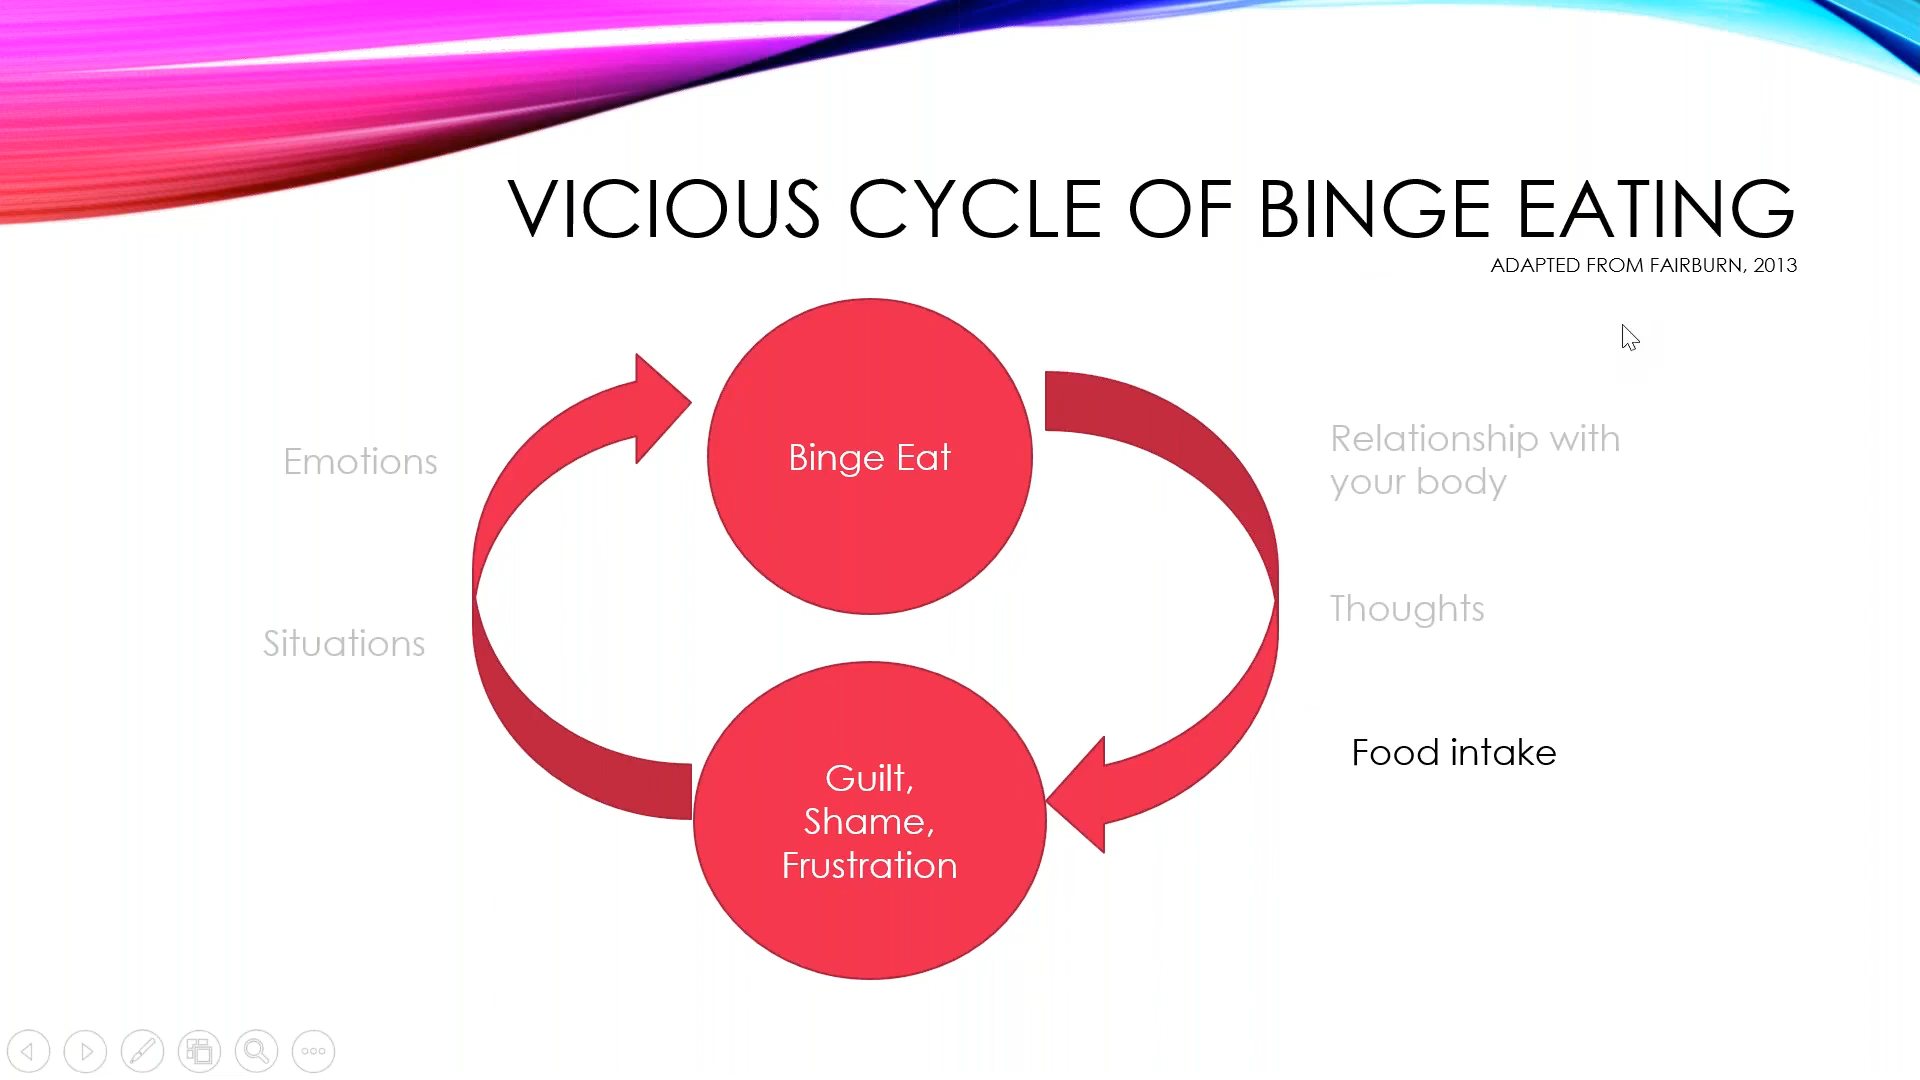 VICIOUS CYCLE OF BINGE EATING
ADAPTED FROM FAIRBURN, 2013
Binge Eat
Emotions
Relationship with
your body
Situations
Thoughts
Food intake
Guilt,
Shame,
Frustration